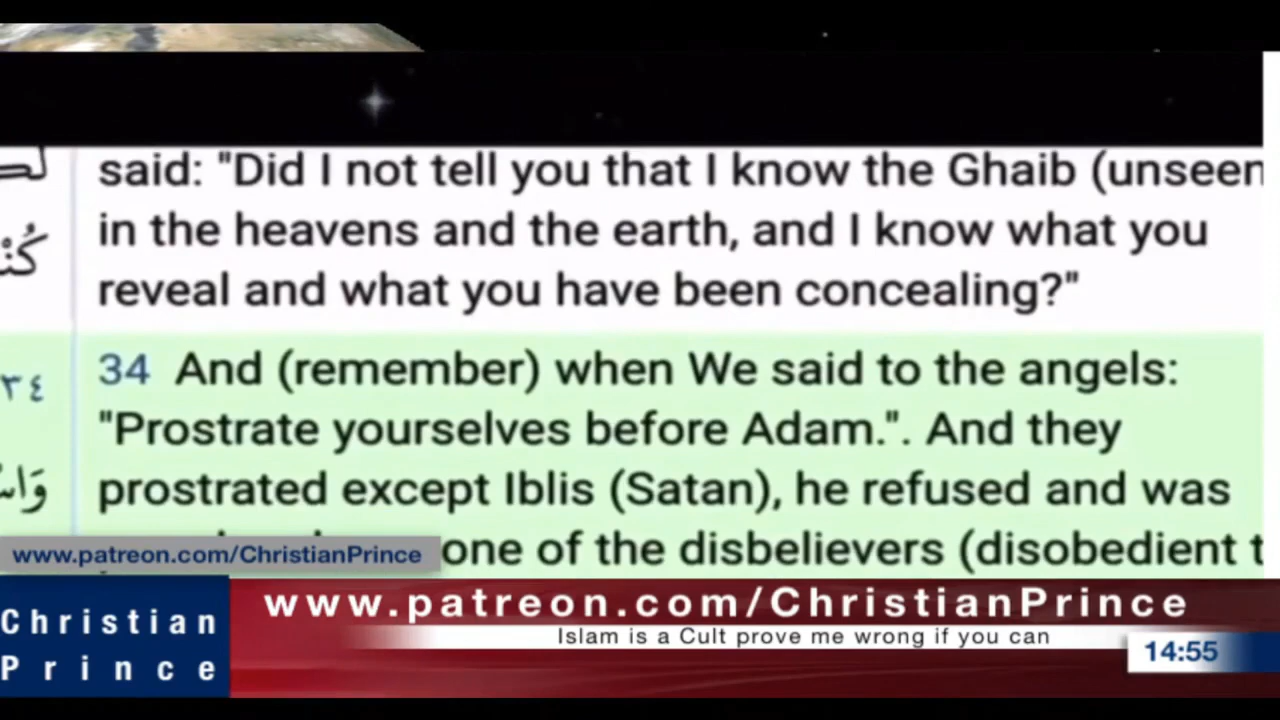 said: "Did I not tell you that I know the Ghaib (unseen
in the heavens and the earth, and I know what you
reveal and what you have been concealing?"
٣٤ 34 And (remember) when We said to the angels:
"Prostrate yourselves before Adam.". And they
prostrated except Iblis (Satan), he refused and was
one of the disbelievers (disobedient t
www.patreon.com/ChristianPrince
Christian
Prince
www.patreon.com/ChristianPrince
Islam is a Cult prove me wrong if you can
14:55